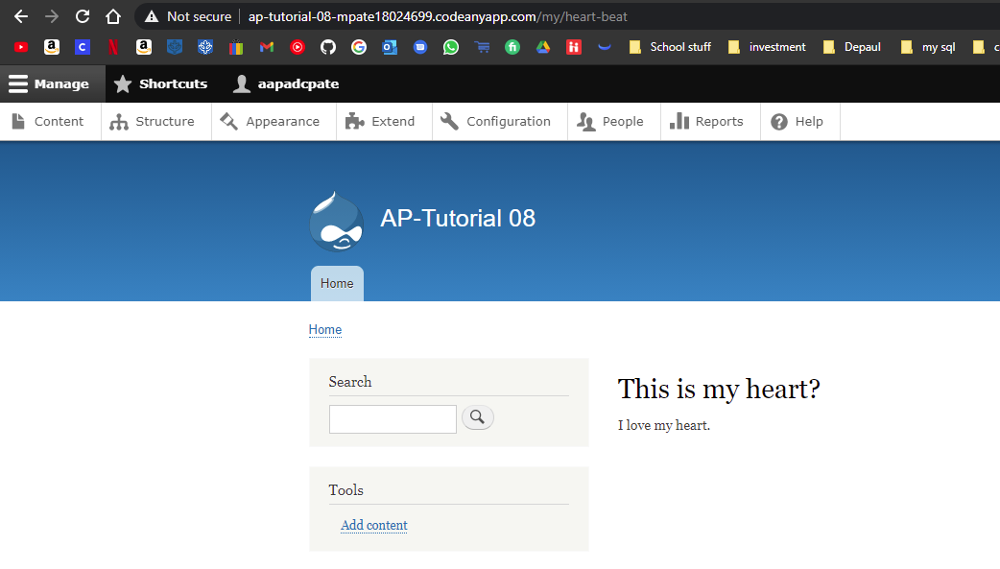 Not secure ap-tutorial-08-mpate18024699.codeanyapp.com/my/heart-beat
School stuff investment Depaul my sql c
Manage Shortcuts aapadcpate
Content Structure Appearance Extend Configuration People Reports Help
AP-Tutorial 08
Home
Home
Search
This is my heart?
I love my heart.
Tools
Add content